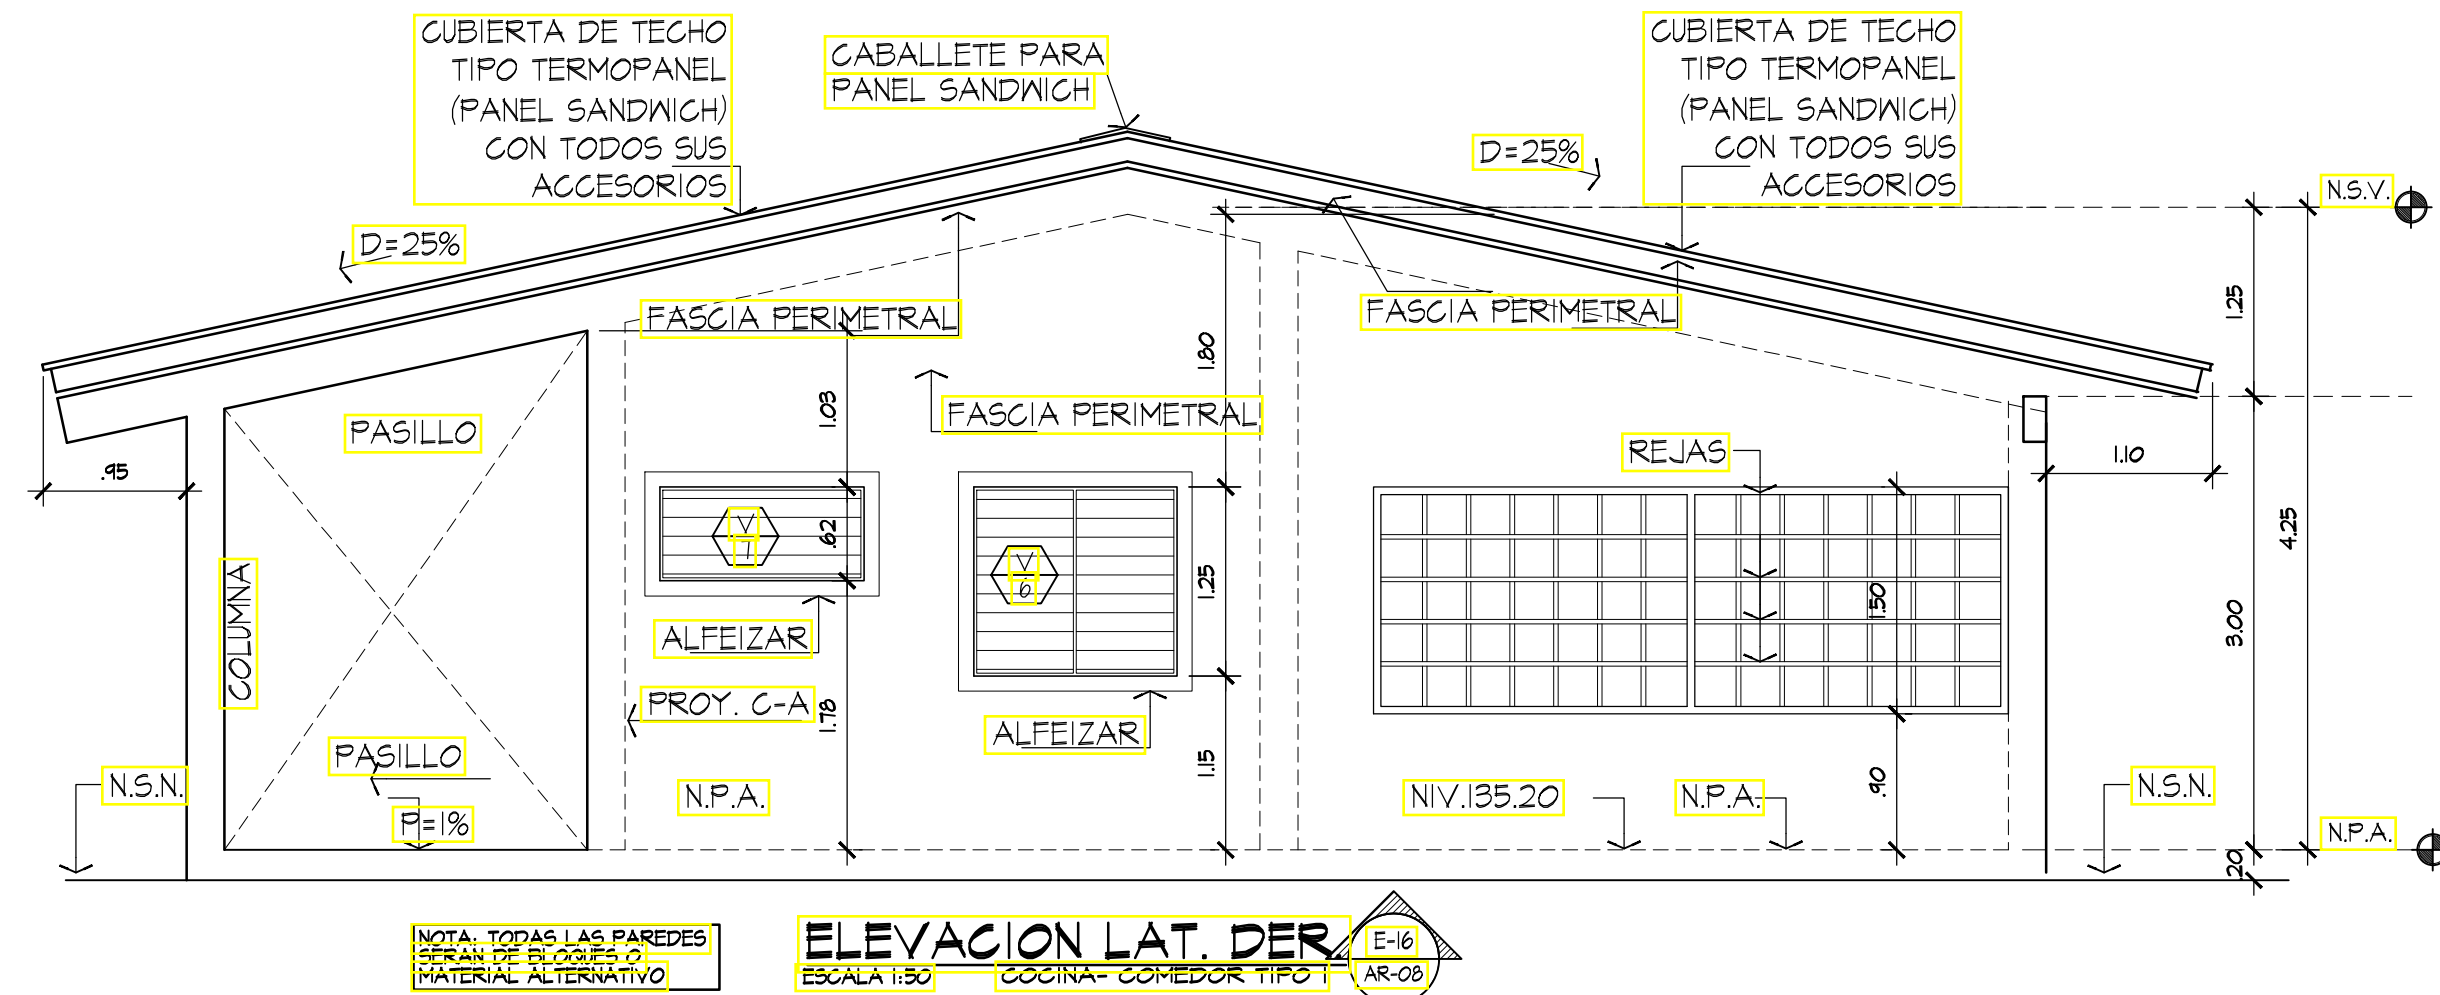 CUBIERTA DE TECHO
TIPO TERMOPANEL
(PANEL SANDWICH)
CON TODOS SUS
ACCESORIOS
CABALLETE PARA
PANEL SANDWICH
CUBIERTA DE TECHO
TIPO TERMOPANEL
(PANEL SANDWICH)
CON TODOS SUS
ACCESORIOS
D=25%
N.S.V.
D=25%
FASCIA PERIMETRAL
FASCIA PERIMETRAL
1.25
1.80
1.03
FASCIA PERIMETRAL
PASILLO
REJAS
.95
1.10
V
7
.62
V
6
1.25
1.50
4.25
3.00
COLUMNA
ALFEIZAR
PROY. C-A
1.78
ALFEIZAR
PASILLO
1.15
.90
N.S.N.
N.P.A.
NIV.135.20
N.P.A.
N.S.N.
P=1%
N.P.A.
.20
NOTA: TODAS LAS PAREDES
SERAN DE BLOQUES O
MATERIAL ALTERNATIVO
ELEVACION LAT. DER.
ESCALA 1:50
COCINA- COMEDOR TIPO 1
E-16
AR-08